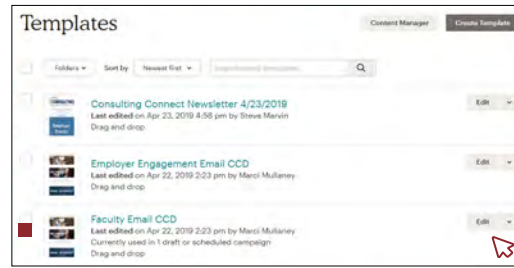 Templates
Content Manager
Create Template
Folders
Sort by
Newest first
Consulting Connect Newsletter 4/23/2019
Last edited on Apr 23, 2019 4:56 pm by Steve Marvin
Drag and drop
Edit
Employer Engagement Email CCD
Last edited on Apr 22, 2019 2:23 pm by Marci Mullaney
Drag and drop
Edit
Faculty Email CCD
Last edited on Apr 22, 2019 2:23 pm by Marci Mullaney
Currently used in 1 draft or scheduled campaign
Drag and drop
Edit